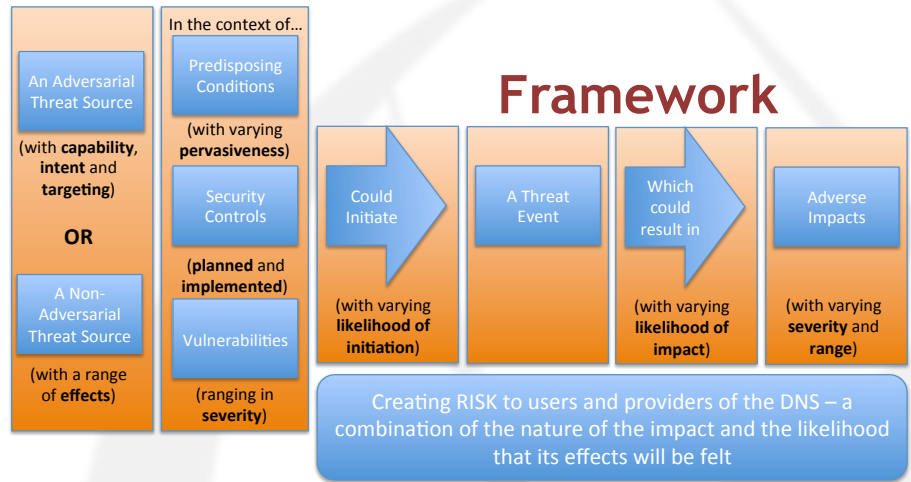 Framework
An Adversarial
Threat Source
(with capability,
intent and
targeting)
OR
A Non-
Adversarial
Threat Source
(with a range
of effects)
In the context of…
Predisposing
Conditions
(with varying
pervasiveness)
Security
Controls
(planned and
implemented)
Vulnerabilities
(ranging in
severity)
Could
Initiate
(with varying
likelihood of
initiation)
A Threat
Event
Which
could
result in
(with varying
likelihood of
impact)
Adverse
Impacts
(with varying
severity and
range)
Creating RISK to users and providers of the DNS – a
combination of the nature of the impact and the likelihood
that its effects will be felt